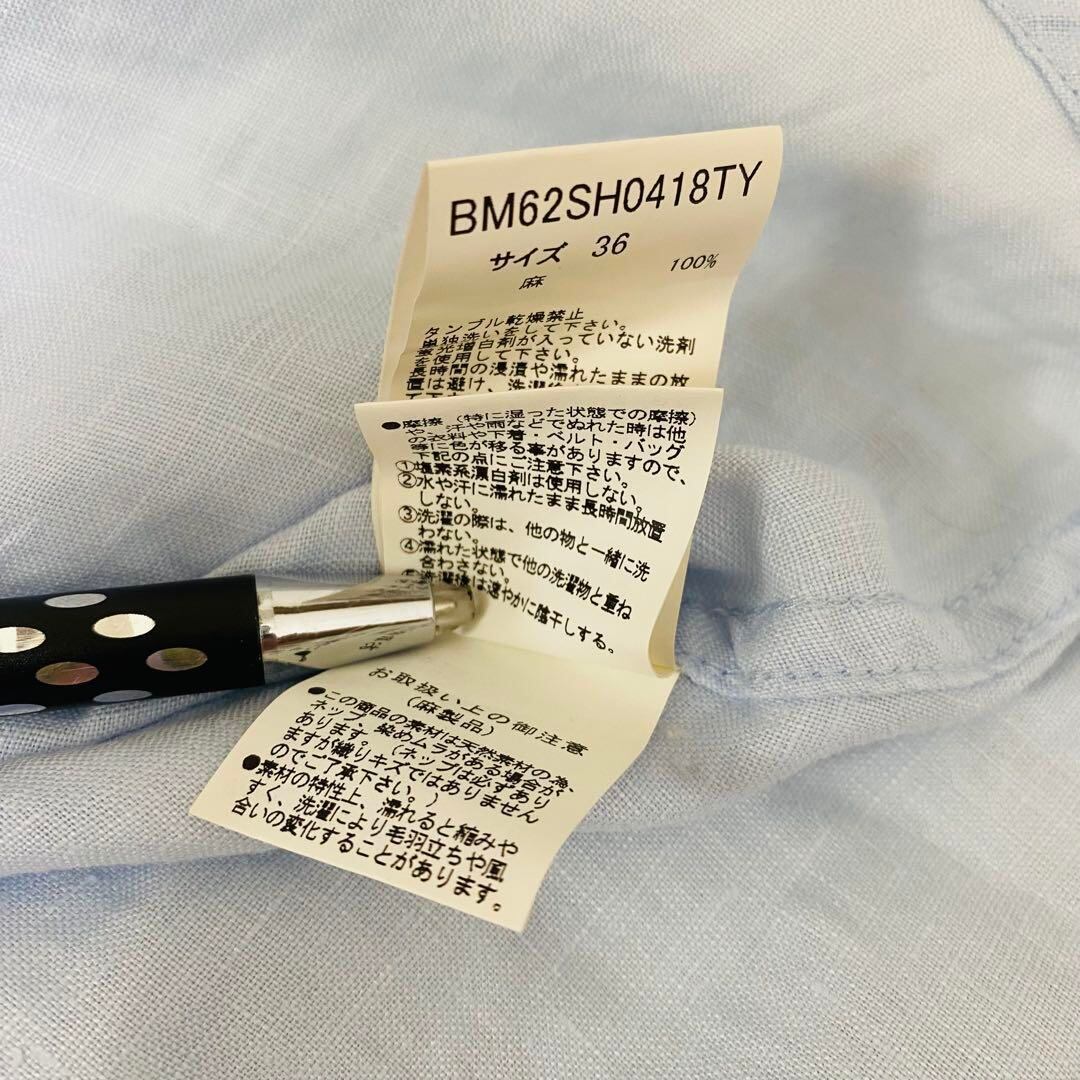 BM62SH0418TY
サイズ 36
麻 100%
タンブル乾燥禁止
単独洗いをして下さい。
蛍光増白剤が入っていない洗剤
を使用して下さい。
長時間の浸漬や濡れたままの放
置は避け、洗濯
●摩擦（特に湿った状態での摩擦）
や、汗や雨などでぬれた時は他
の衣料や下着・ベルト・バッグ
等に色が移る事がありますので、
下記の点にご注意下さい。
①塩素系漂白剤は使用しない。
②水や汗に濡れたまま長時間放置
しない。
③洗濯の際は、他の物と一緒に洗
わない。
④濡れた状態で他の洗濯物と重ね
合わさない。
洗濯後は速やかに陰干しする。
お取扱い上の御注意
（麻製品）
●この商品の素材は天然素材の為、
ネップ、染めムラがある場合が
あります。（ネップは必ずあり
ますが織りキズではありません
のでご了承下さい。）
●素材の特性上、濡れると縮みや
すく、洗濯により毛羽立ちや風
合いの変化することがあります。